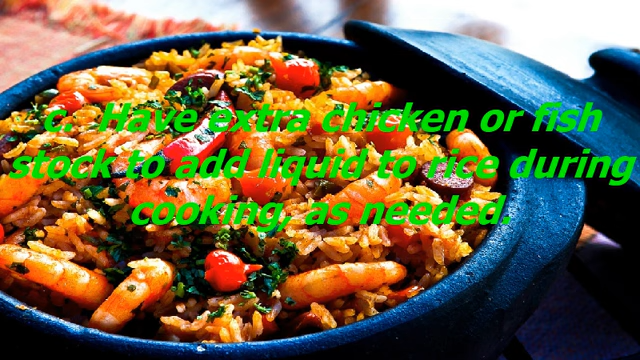 c. Have extra chicken or fish
stock to add liquid to rice during
cooking, as needed.